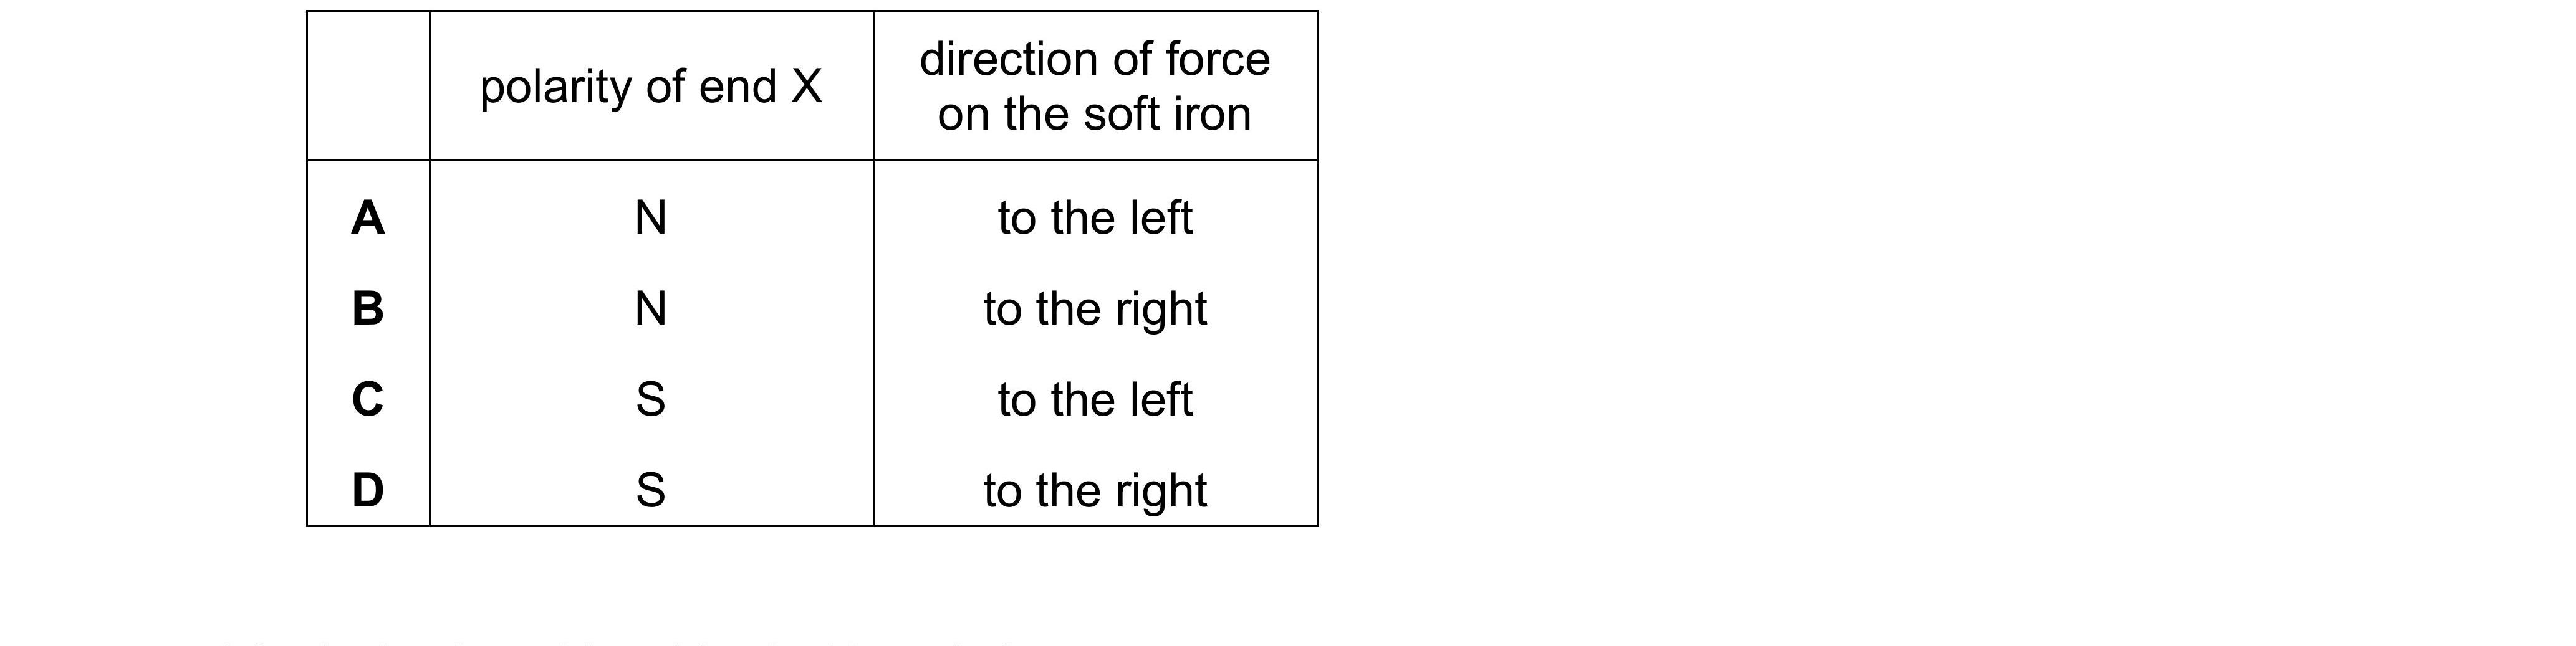 polarity of end X
direction of force
on the soft iron
A N to the left
B N to the right
C S to the left
D S to the right